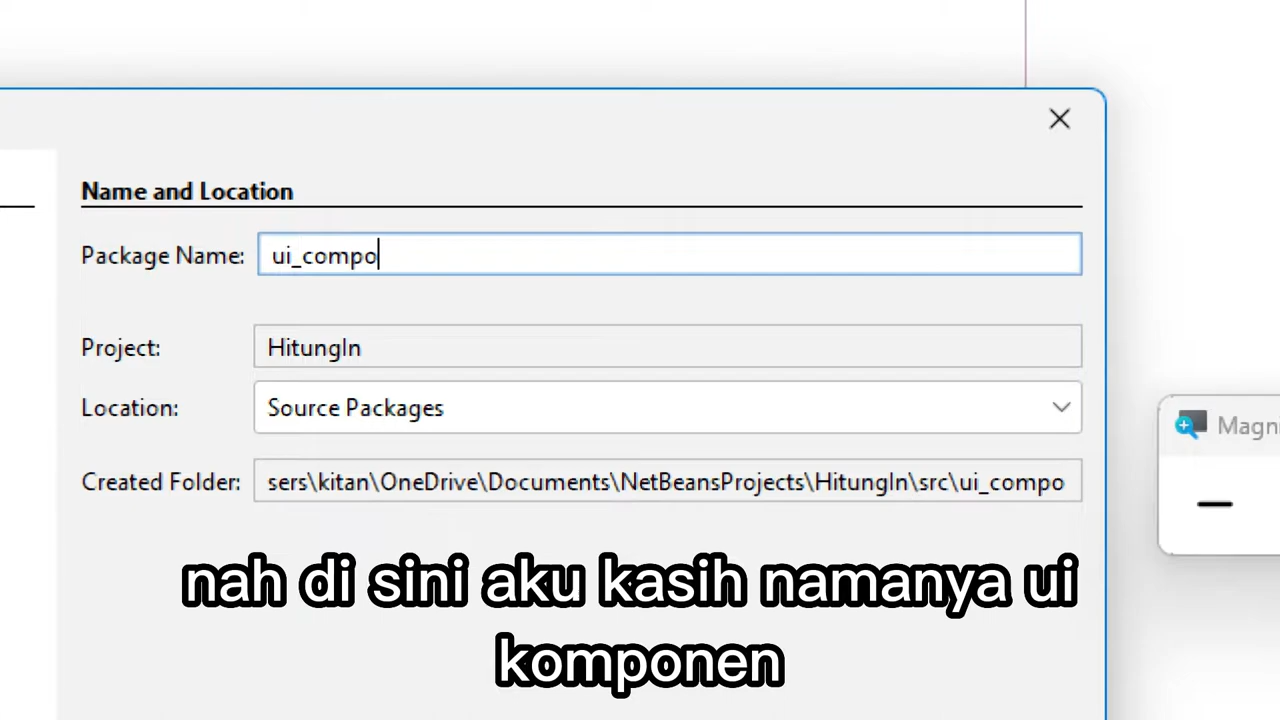 Name and Location
Package Name: ui_compo
Project: HitungIn
Location: Source Packages
Created Folder: sers\kitan\OneDrive\Documents\NetBeansProjects\HitungIn\src\ui_compo
Magni
nah di sini aku kasih namanya ui
komponen